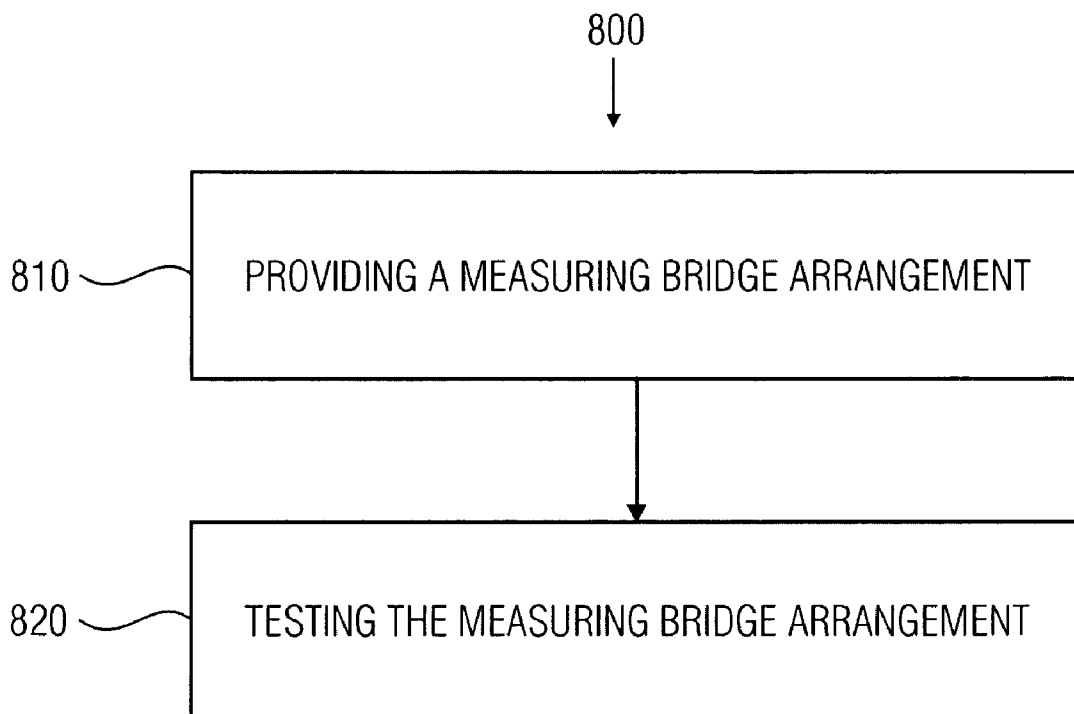 800
810 PROVIDING A MEASURING BRIDGE ARRANGEMENT
820 TESTING THE MEASURING BRIDGE ARRANGEMENT